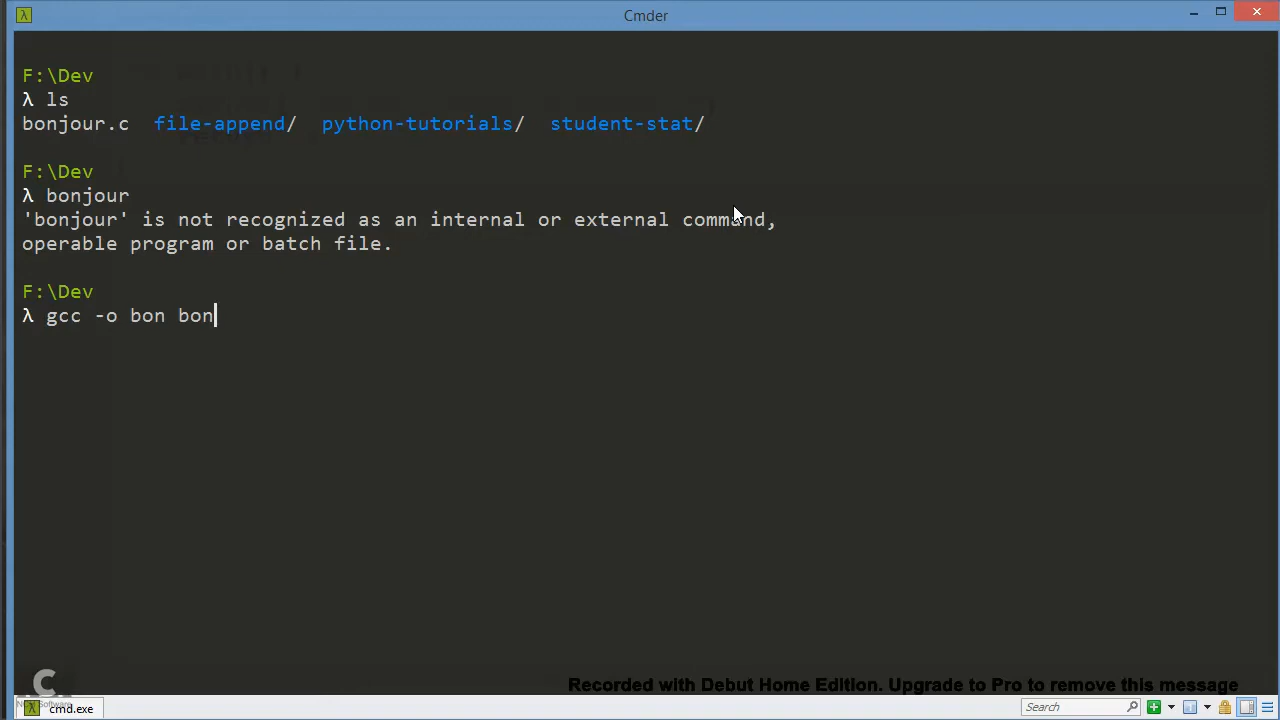 Cmder
F:\Dev
λ ls
bonjour.c file-append/ python-tutorials/ student-stat/
F:\Dev
λ bonjour
'bonjour' is not recognized as an internal or external command,
operable program or batch file.
F:\Dev
λ gcc -o bon bon
Recorded with Debut Home Edition. Upgrade to Pro to remove this message
cmd.exe
Search